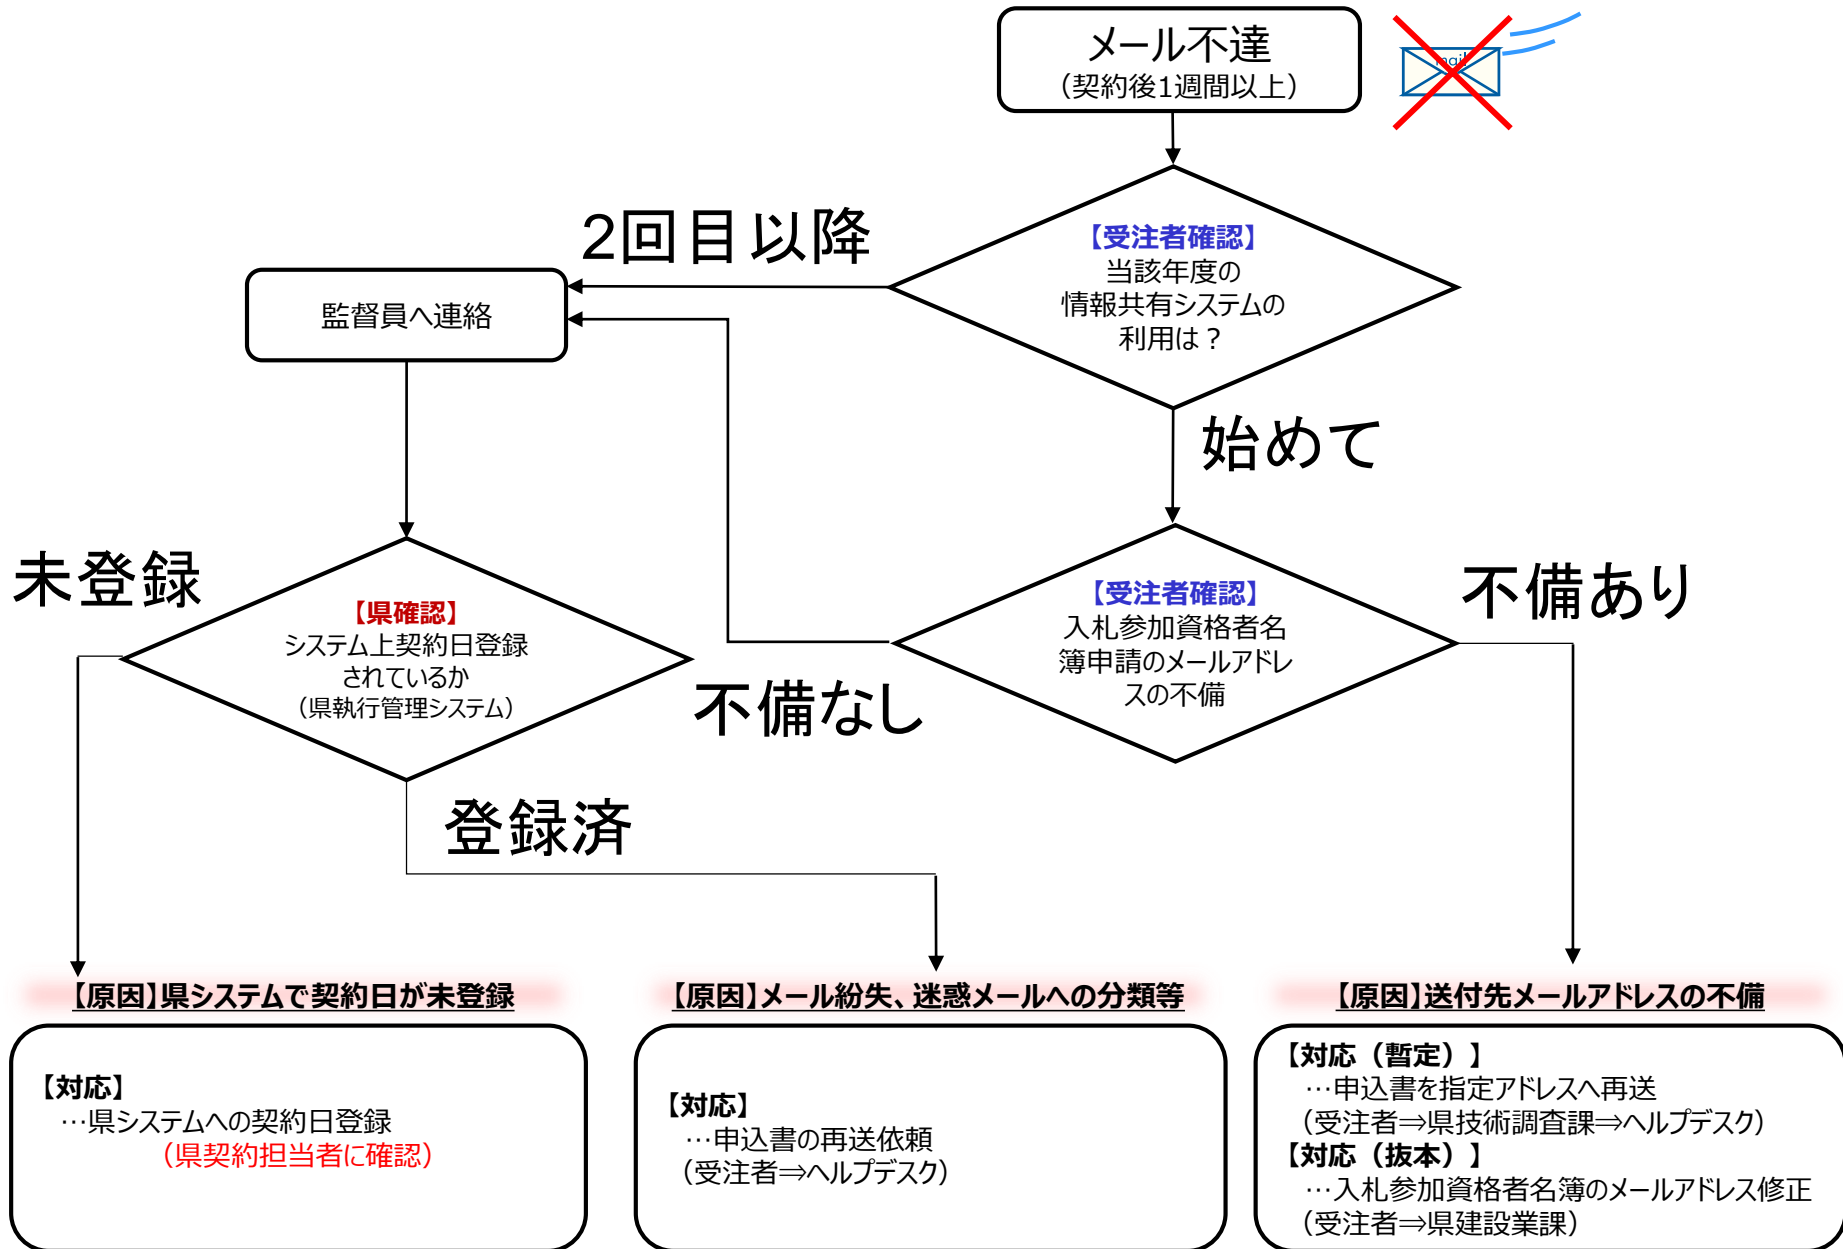 メール不達
（契約後1週間以上）
mail
2回目以降
【受注者確認】
当該年度の
情報共有システムの
利用は？
監督員へ連絡
始めて
未登録
【県確認】
システム上契約日登録
されているか
（県執行管理システム）
不備なし
【受注者確認】
入札参加資格者名
簿申請のメールアドレ
スの不備
不備あり
登録済
【原因】県システムで契約日が未登録
【対応】
…県システムへの契約日登録
（県契約担当者に確認）
【原因】メール紛失、迷惑メールへの分類等
【対応】
…申込書の再送依頼
（受注者⇒ヘルプデスク）
【原因】送付先メールアドレスの不備
【対応（暫定）】
…申込書を指定アドレスへ再送
（受注者⇒県技術調査課⇒ヘルプデスク）
【対応（抜本）】
…入札参加資格者名簿のメールアドレス修正
（受注者⇒県建設業課）